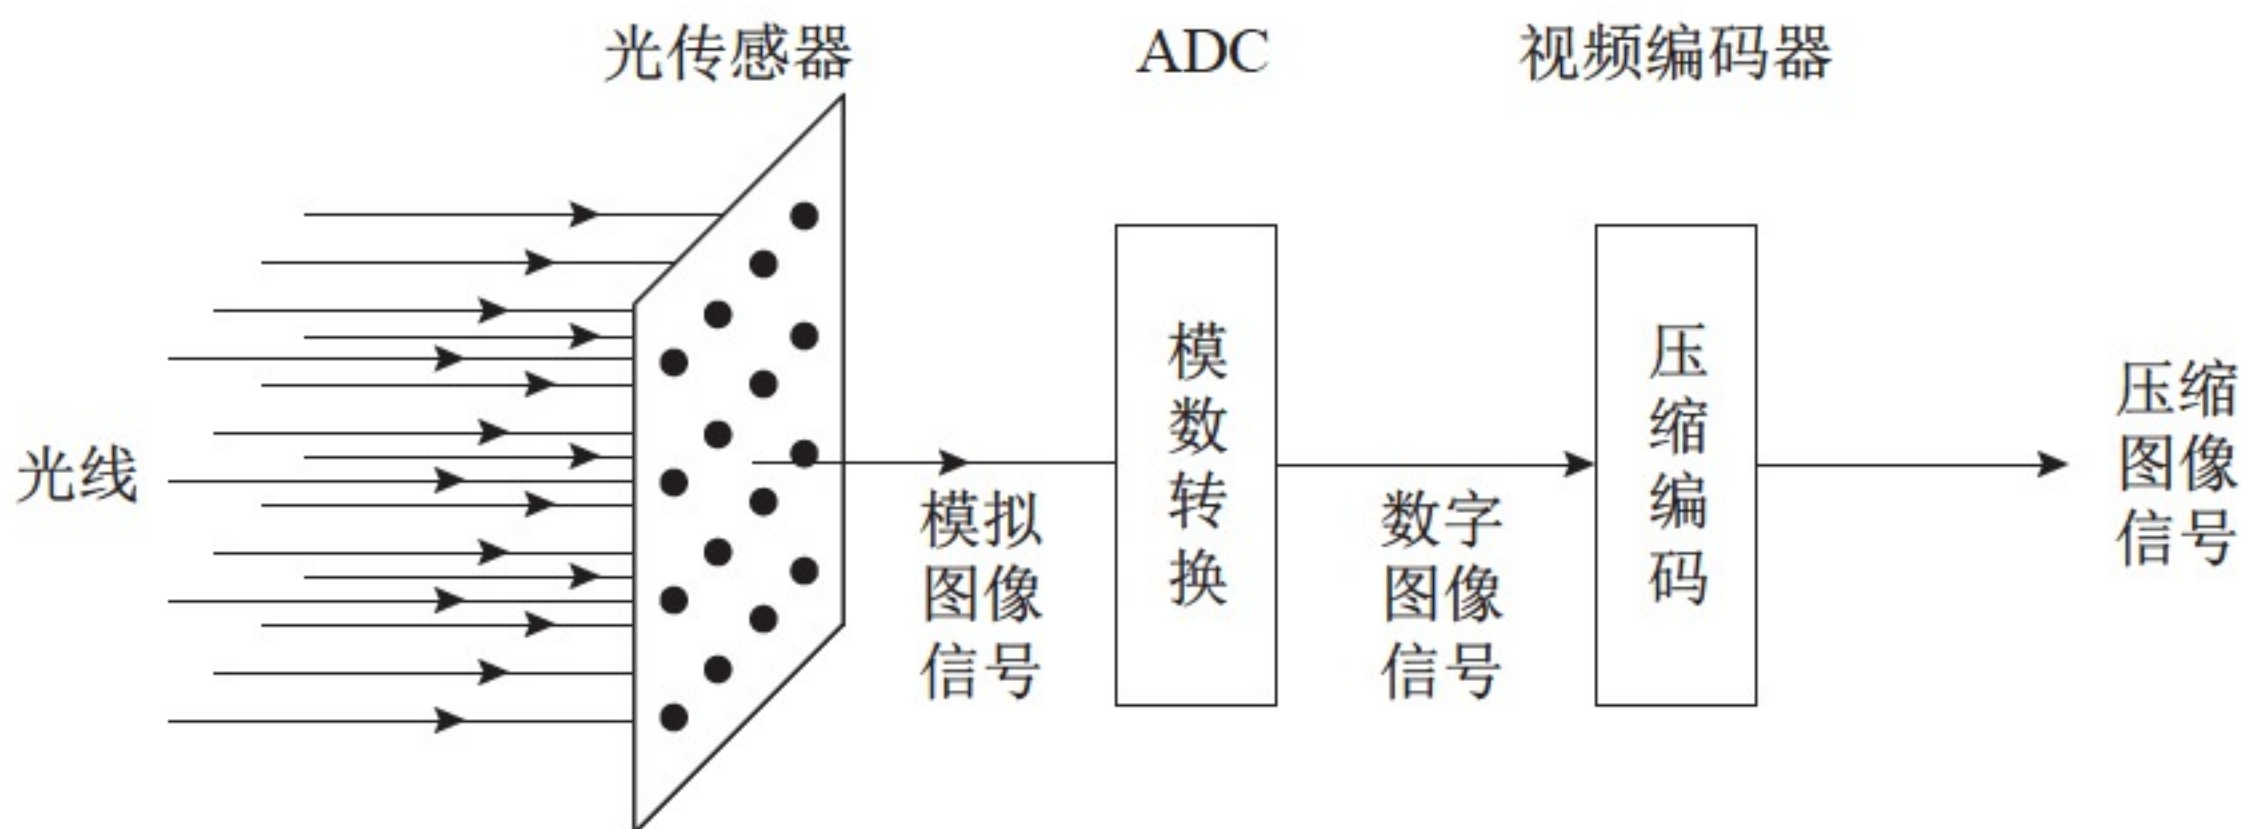 光传感器
ADC
视频编码器
光线
模拟
图像
信号
模
数
转
换
数字
图像
信号
压
缩
编
码
压缩
图像
信号